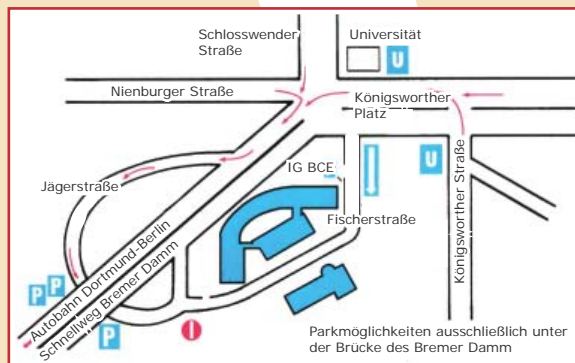 Schlosswender
Straße
Universität
U
Nienburger Straße
Königsworther
Platz
IG BCE
U
Jägerstraße
Fischerstraße
Königsworther Straße
Autobahn Dortmund-Berlin
Schnellweg Bremer Damm
P P
P
Parkmöglichkeiten ausschließlich unter
der Brücke des Bremer Damm